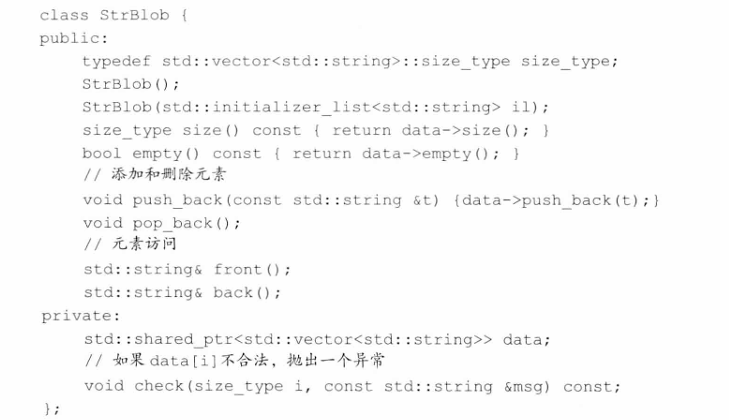 class StrBlob {
public:
    typedef std::vector<std::string>::size_type size_type;
    StrBlob();
    StrBlob(std::initializer_list<std::string> il);
    size_type size() const { return data->size(); }
    bool empty() const { return data->empty(); }
    // 添加和删除元素
    void push_back(const std::string &t) {data->push_back(t);}
    void pop_back();
    // 元素访问
    std::string& front();
    std::string& back();
private:
    std::shared_ptr<std::vector<std::string>> data;
    // 如果 data[i]不合法，抛出一个异常
    void check(size_type i, const std::string &msg) const;
};